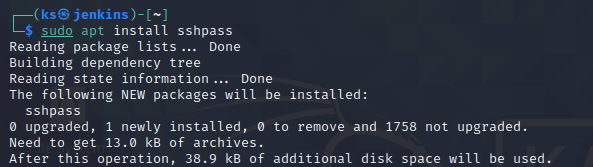 (ks㉿jenkins)-[~]
$ sudo apt install sshpass
Reading package lists... Done
Building dependency tree
Reading state information... Done
The following NEW packages will be installed:
sshpass
0 upgraded, 1 newly installed, 0 to remove and 1758 not upgraded.
Need to get 13.0 kB of archives.
After this operation, 38.9 kB of additional disk space will be used.